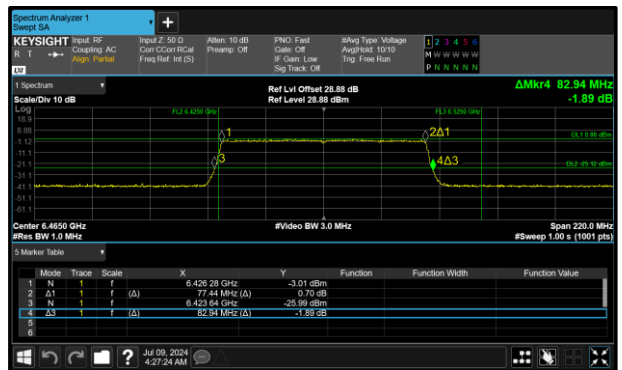 Spectrum Analyzer 1
Swept SA
+
KEYSIGHT Input: RF Input Z: 50 Ω Atten: 10 dB PNO: Fast #Avg Type: Voltage 1 2 3 4 5 6
R T Coupling: AC Corr CCorr RCal Preamp: Off Gate: Off Avg|Hold: 10/10 M W W W W W
Align: Partial Freq Ref: Int (S) IF Gain: Low Trig: Free Run P N N N N N
LXI Sig Track: Off
1 Spectrum Ref Lvl Offset 28.88 dB ΔMkr4 82.94 MHz
Scale/Div 10 dB Ref Level 28.88 dBm -1.89 dB
Log
18.9 FL2 6.4250 GHz FL3 6.5250 GHz
8.88 1 2Δ1 DL1 0.88 dBm
-1.12
-11.1
-21.1 3 4Δ3 DL2 -25.12 dBm
-31.1
-41.1
-51.1
-61.1
Center 6.4650 GHz #Video BW 3.0 MHz Span 220.0 MHz
#Res BW 1.0 MHz #Sweep 1.00 s (1001 pts)
5 Marker Table
Mode Trace Scale X Y Function Function Width Function Value
1 N 1 f 6.426 28 GHz -3.01 dBm
2 Δ1 1 f (Δ) 77.44 MHz (Δ) 0.70 dB
3 N 1 f 6.423 64 GHz -25.99 dBm
4 Δ3 1 f (Δ) 82.94 MHz (Δ) -1.89 dB
5
6
? Jul 09, 2024
4:27:24 AM